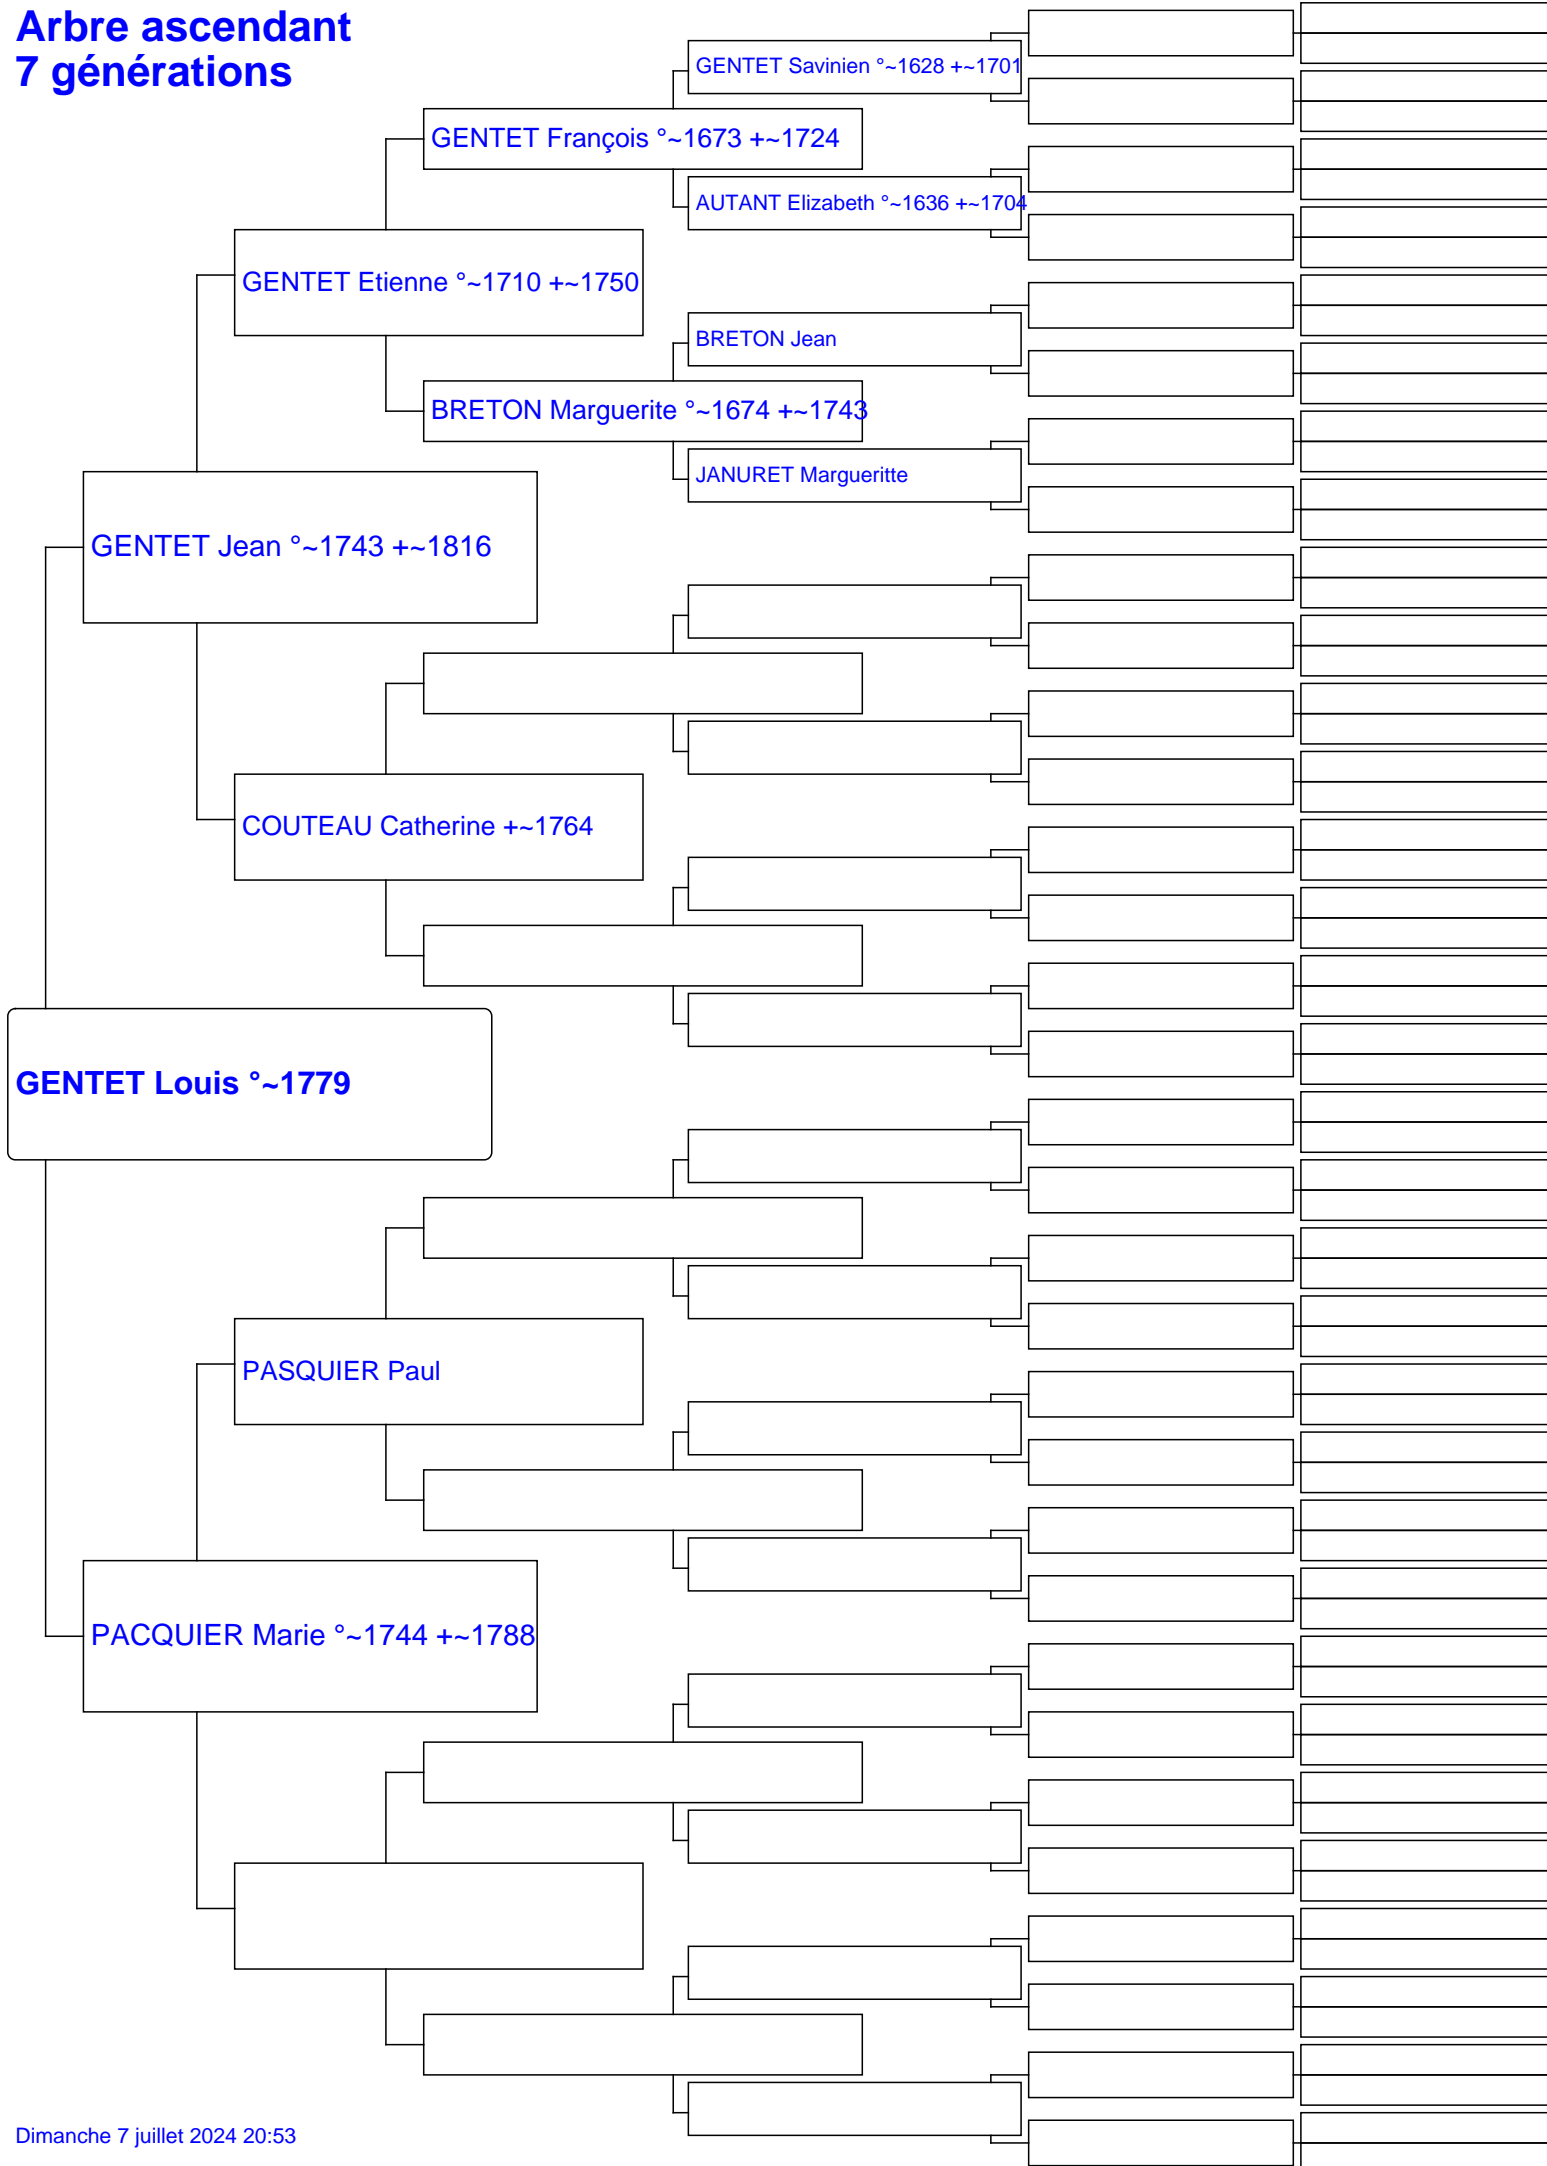 Arbre ascendant
7 générations
GENTET Savinien °~1628 +~1701
GENTET François °~1673 +~1724
AUTANT Elizabeth °~1636 +~1704
GENTET Etienne °~1710 +~1750
BRETON Jean
BRETON Marguerite °~1674 +~1743
JANURET Margueritte
GENTET Jean °~1743 +~1816
COUTEAU Catherine +~1764
GENTET Louis °~1779
PASQUIER Paul
PACQUIER Marie °~1744 +~1788
Dimanche 7 juillet 2024 20:53